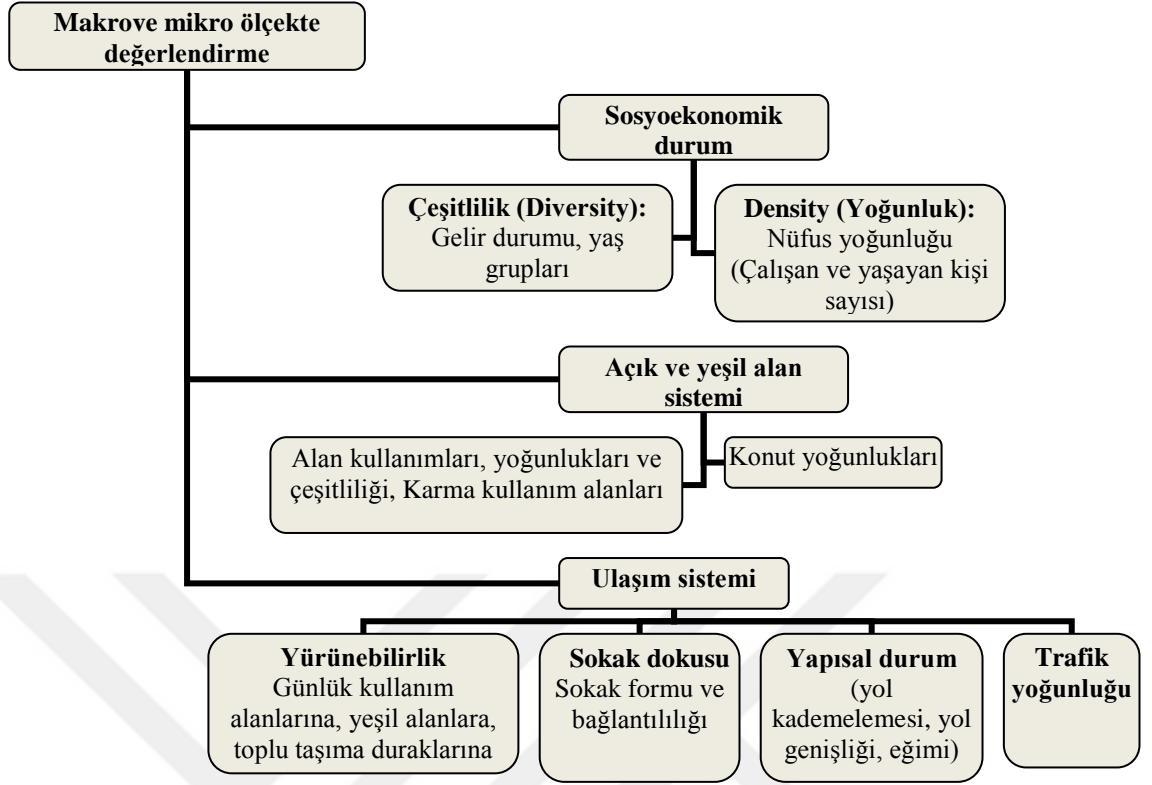 Makrove mikro ölçekte
değerlendirme
Sosyoekonomik
durum
Çeşitlilik (Diversity):
Gelir durumu, yaş
grupları
Density (Yoğunluk):
Nüfus yoğunluğu
(Çalışan ve yaşayan kişi
sayısı)
Açık ve yeşil alan
sistemi
Alan kullanımları, yoğunlukları ve
çeşitliliği, Karma kullanım alanları
Konut yoğunlukları
Ulaşım sistemi
Yürünebilirlik
Günlük kullanım
alanlarına, yeşil alanlara,
toplu taşıma duraklarına
Sokak dokusu
Sokak formu ve
bağlantılılığı
Yapısal durum
(yol
kademelemesi, yol
genişliği, eğimi)
Trafik
yoğunluğu